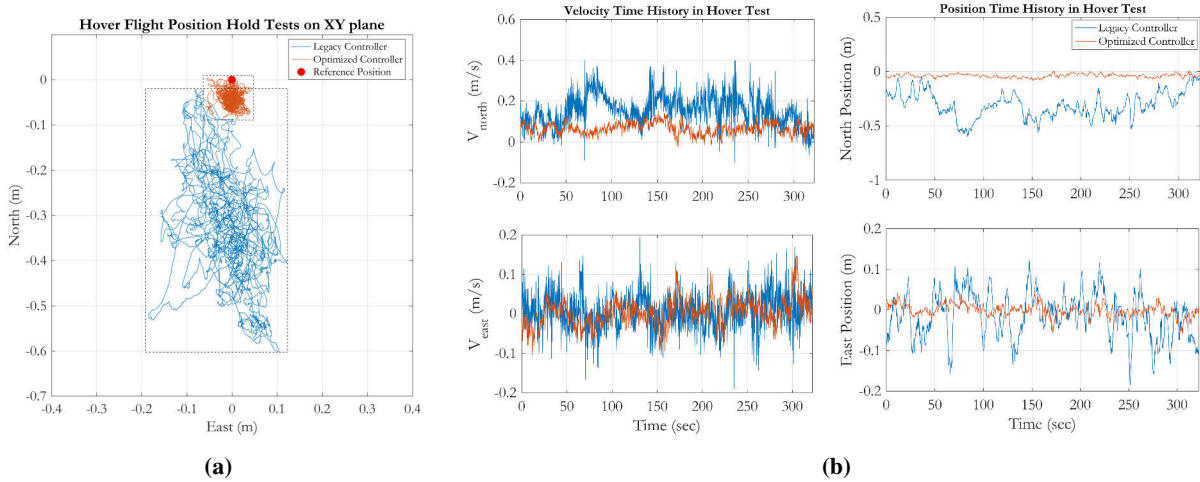 Hover Flight Position Hold Tests on XY plane
Legacy Controller
Optimized Controller
Reference Position
0
-0.1
-0.2
-0.3
-0.4
-0.5
-0.6
-0.7
North (m)
-0.4 -0.3 -0.2 -0.1 0 0.1 0.2 0.3 0.4
East (m)
(a)
Velocity Time History in Hover Test
0.6
0.4
0.2
0
0.2
V_north (m/s)
0 50 100 150 200 250 300
0.2
0.1
0
-0.1
0.2
V_east (m/s)
0 50 100 150 200 250 300
Time (sec)
Position Time History in Hover Test
Legacy Controller
Optimized Controller
0.5
0
-0.5
-1
North Position (m)
0 50 100 150 200 250 300
0.2
0.1
0
-0.1
0.2
East Position (m)
0 50 100 150 200 250 300
Time (sec)
(b)